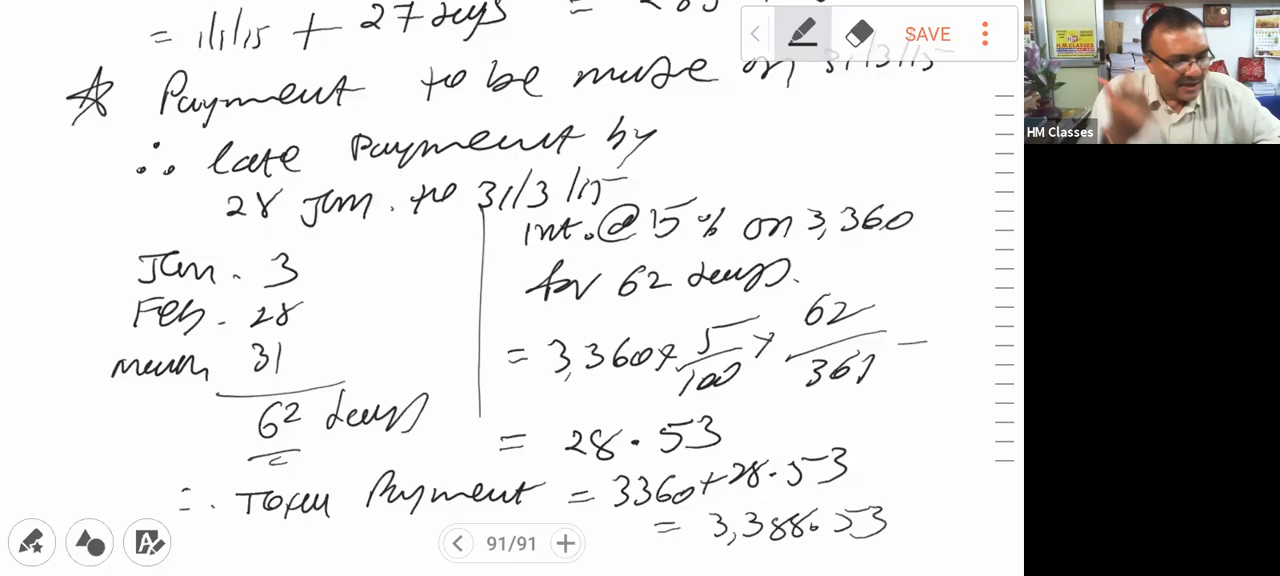 = 1/1/15 + 27 days =
SAVE
☆ Payment to be made on 31/3/15
∴ late Payment by
28 Jan. to 31/3/15
Int. @ 5% on 3,360
for 62 days.
Jan. 3
Feb. 28
March 31
62 days
= 3,360 × 5/100 × 62/365 =
= 28.53
∴ Total Payment = 3360 + 28.53
= 3,388.53
91/91
HM Classes